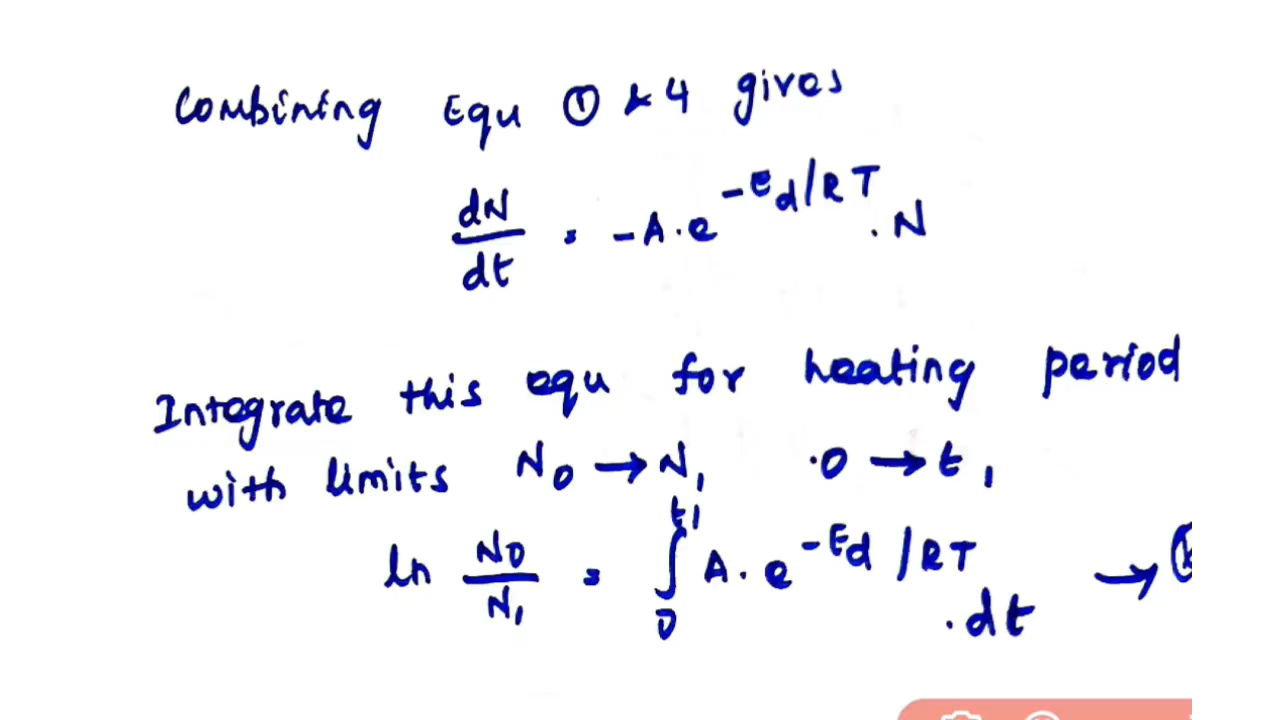 Combining Equ ① & 4 gives
dN/dt = -A·e^(-Ed/RT) . N
Integrate this equ for heating period
with limits N0 → N1 ·0 → t1
ln N0/N1 = ∫₀^t1 A·e^(-Ed/RT) .dt →